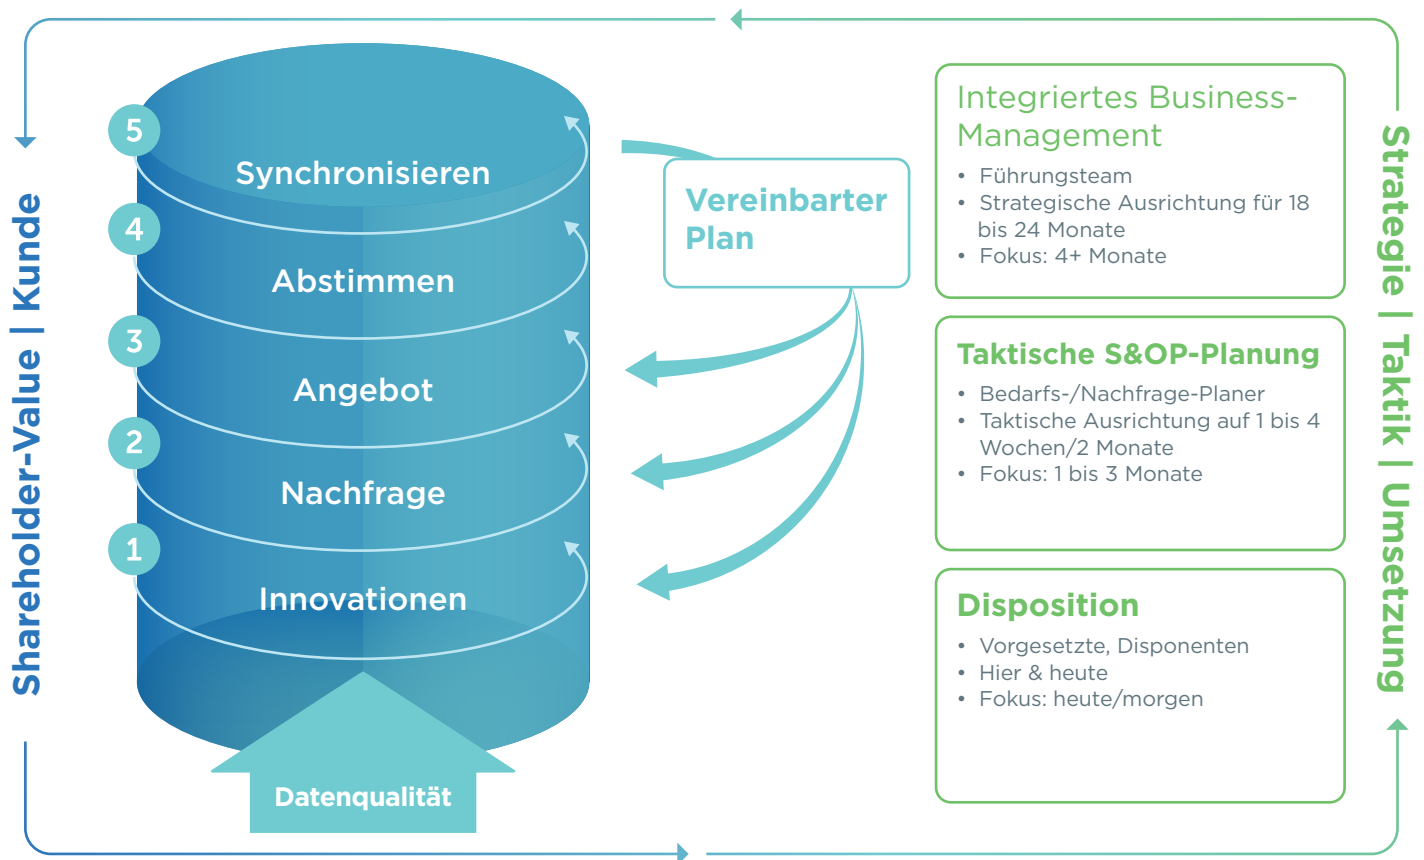 Shareholder-Value | Kunde
5
Synchronisieren
4
Abstimmen
3
Angebot
2
Nachfrage
1
Innovationen
Datenqualität
Vereinbarter
Plan
Integriertes Business-
Management
• Führungsteam
• Strategische Ausrichtung für 18
bis 24 Monate
• Fokus: 4+ Monate
Taktische S&OP-Planung
• Bedarfs-/Nachfrage-Planer
• Taktische Ausrichtung auf 1 bis 4
Wochen/2 Monate
• Fokus: 1 bis 3 Monate
Disposition
• Vorgesetzte, Disponenten
• Hier & heute
• Fokus: heute/morgen
Strategie | Taktik | Umsetzung